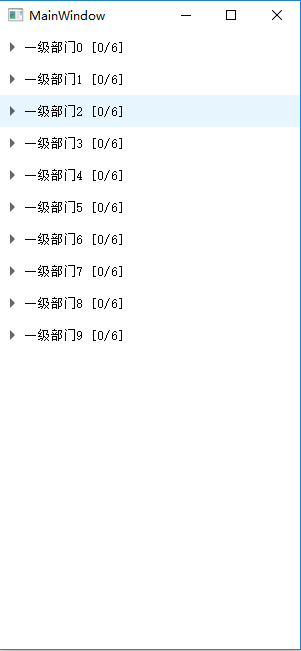 MainWindow
一级部门0 [0/6]
一级部门1 [0/6]
一级部门2 [0/6]
一级部门3 [0/6]
一级部门4 [0/6]
一级部门5 [0/6]
一级部门6 [0/6]
一级部门7 [0/6]
一级部门8 [0/6]
一级部门9 [0/6]